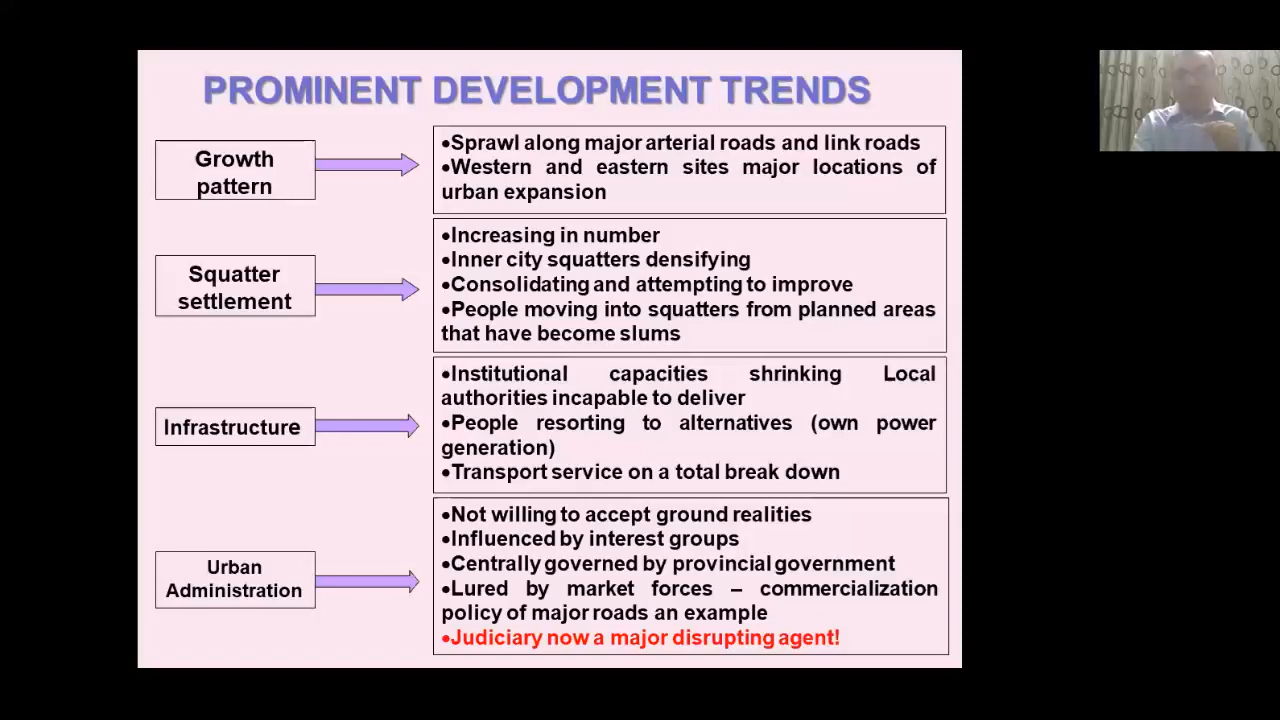 PROMINENT DEVELOPMENT TRENDS
Growth
pattern
•Sprawl along major arterial roads and link roads
•Western and eastern sites major locations of
urban expansion
Squatter
settlement
•Increasing in number
•Inner city squatters densifying
•Consolidating and attempting to improve
•People moving into squatters from planned areas
that have become slums
Infrastructure
•Institutional capacities shrinking Local
authorities incapable to deliver
•People resorting to alternatives (own power
generation)
•Transport service on a total break down
Urban
Administration
•Not willing to accept ground realities
•Influenced by interest groups
•Centrally governed by provincial government
•Lured by market forces – commercialization
policy of major roads an example
•Judiciary now a major disrupting agent!